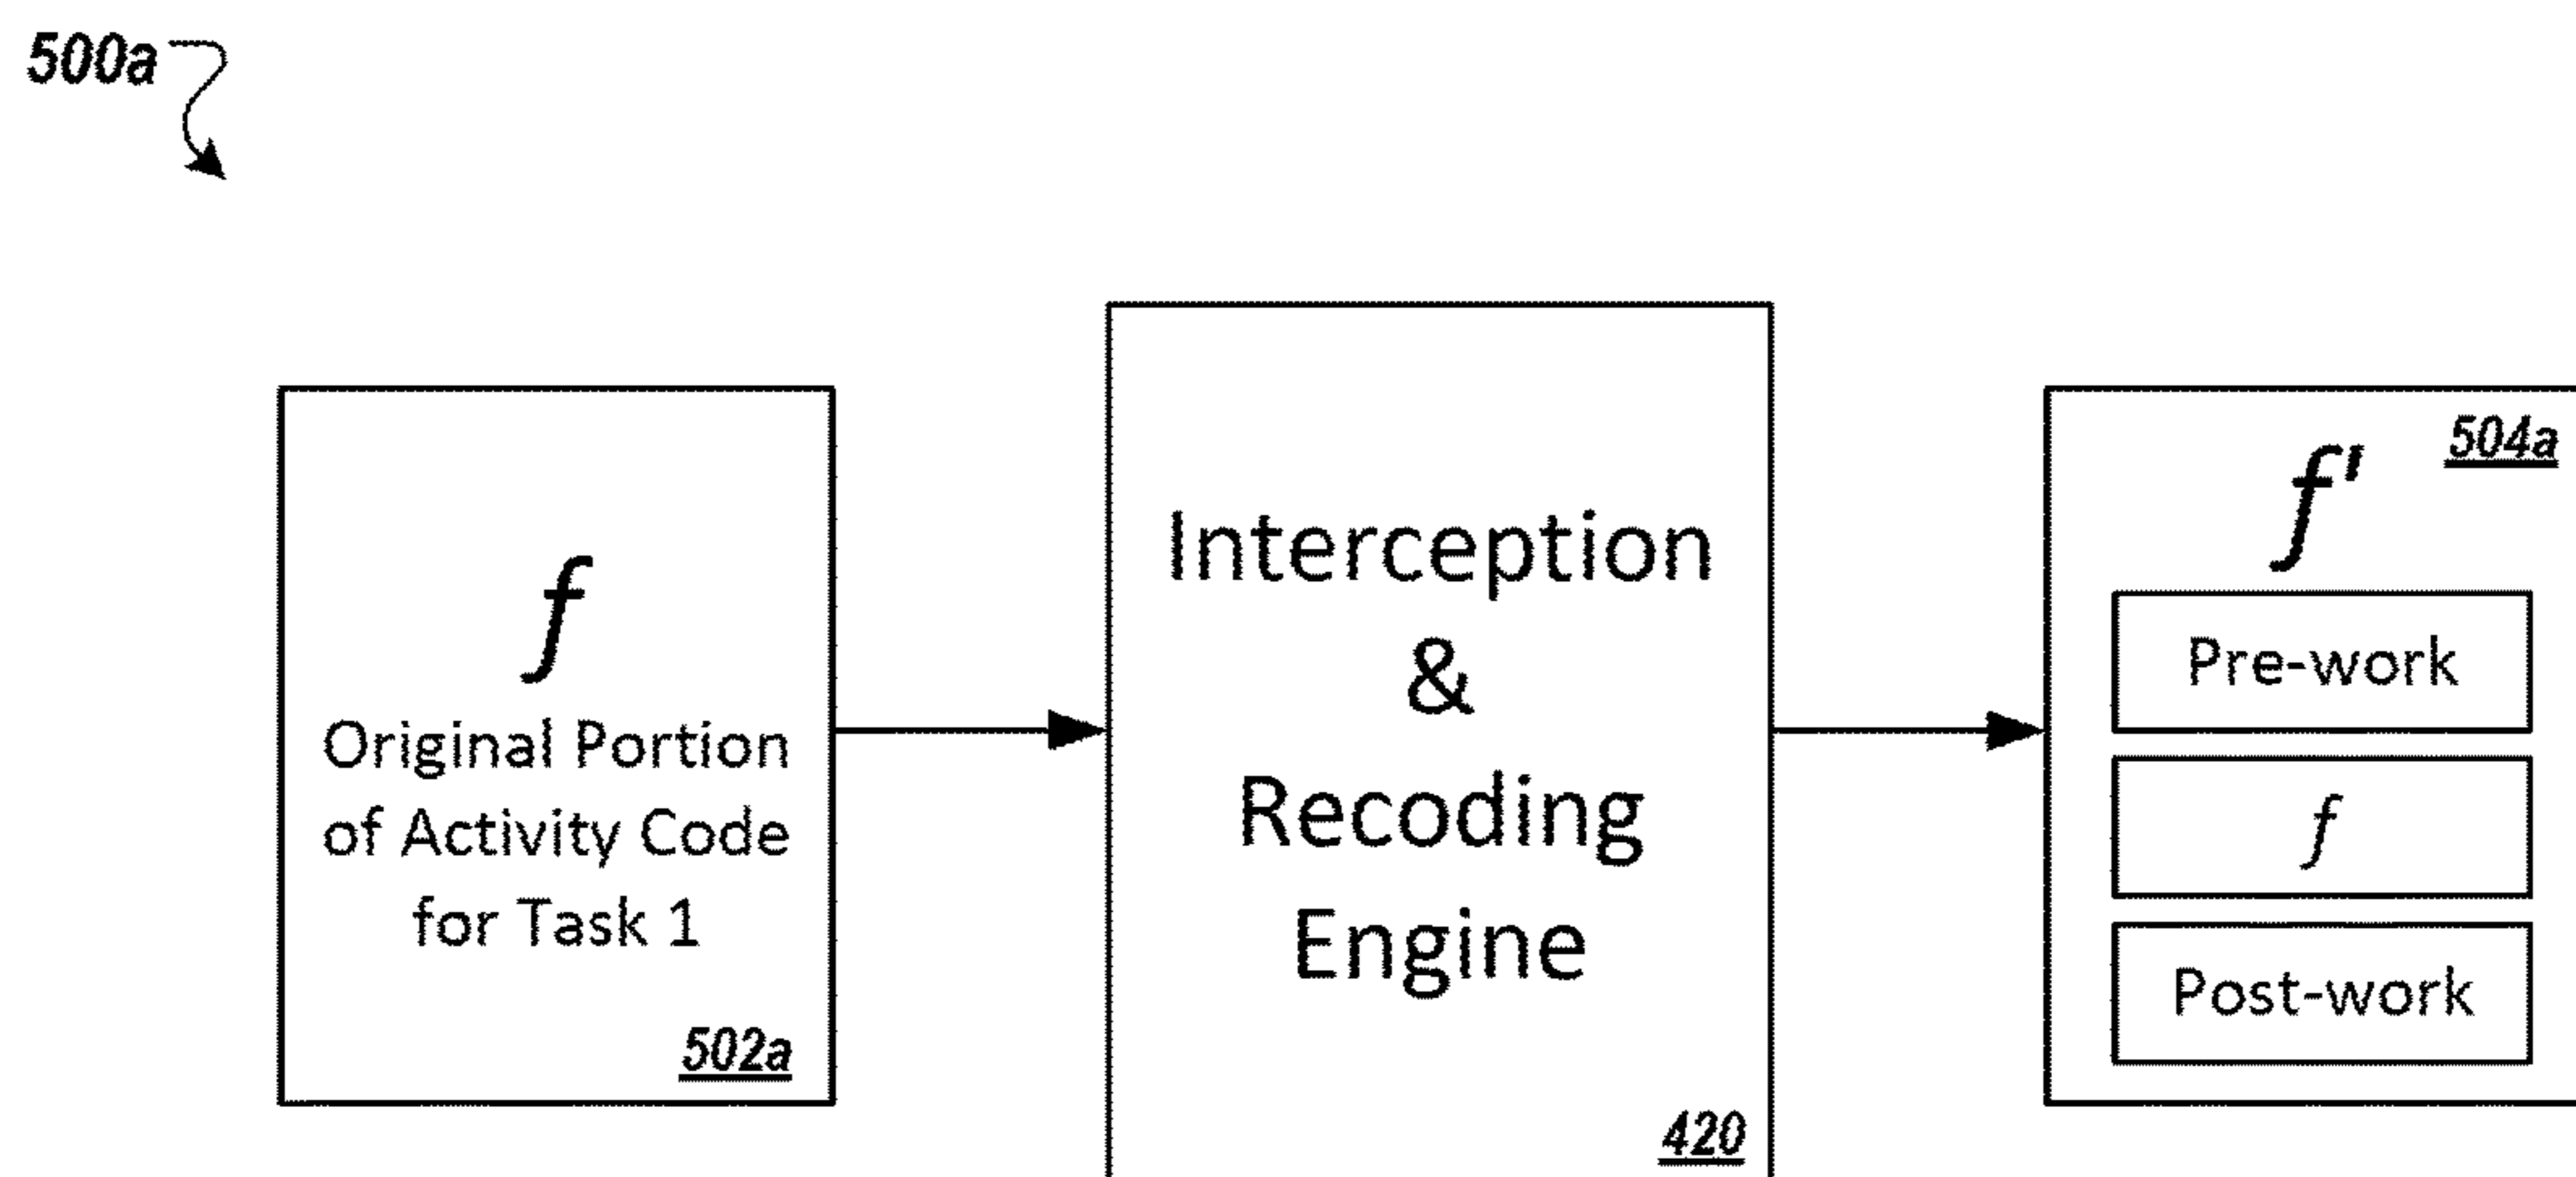 500a
f
Original Portion
of Activity Code
for Task 1
502a
Interception
&
Recoding
Engine
420
504a
f'
Pre-work
f
Post-work